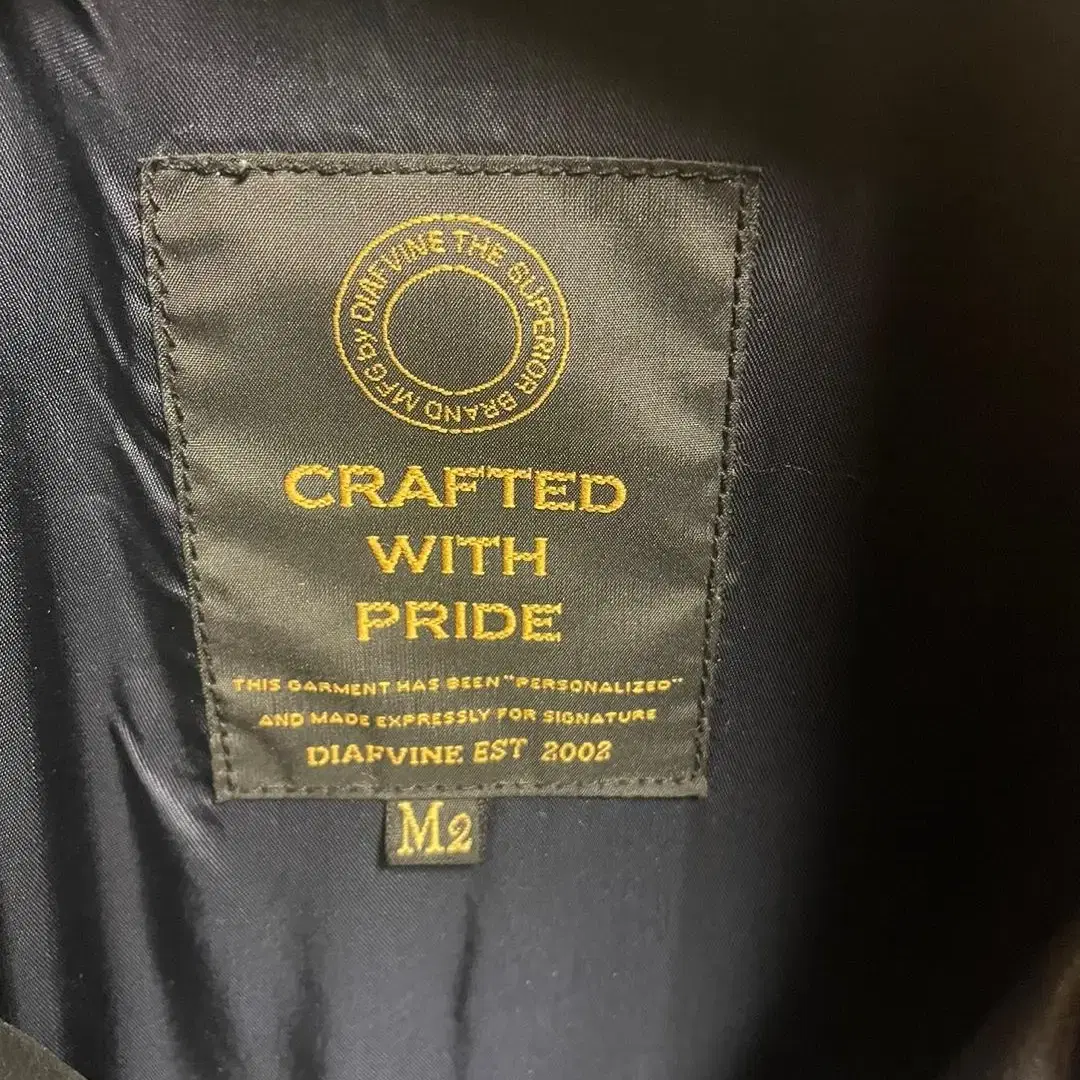 MFG by DIAFVINE THE SUPERIOR BRAND
CRAFTED
WITH
PRIDE
THIS GARMENT HAS BEEN "PERSONALIZED"
AND MADE EXPRESSLY FOR SIGNATURE
DIAFVINE EST 2002
M2